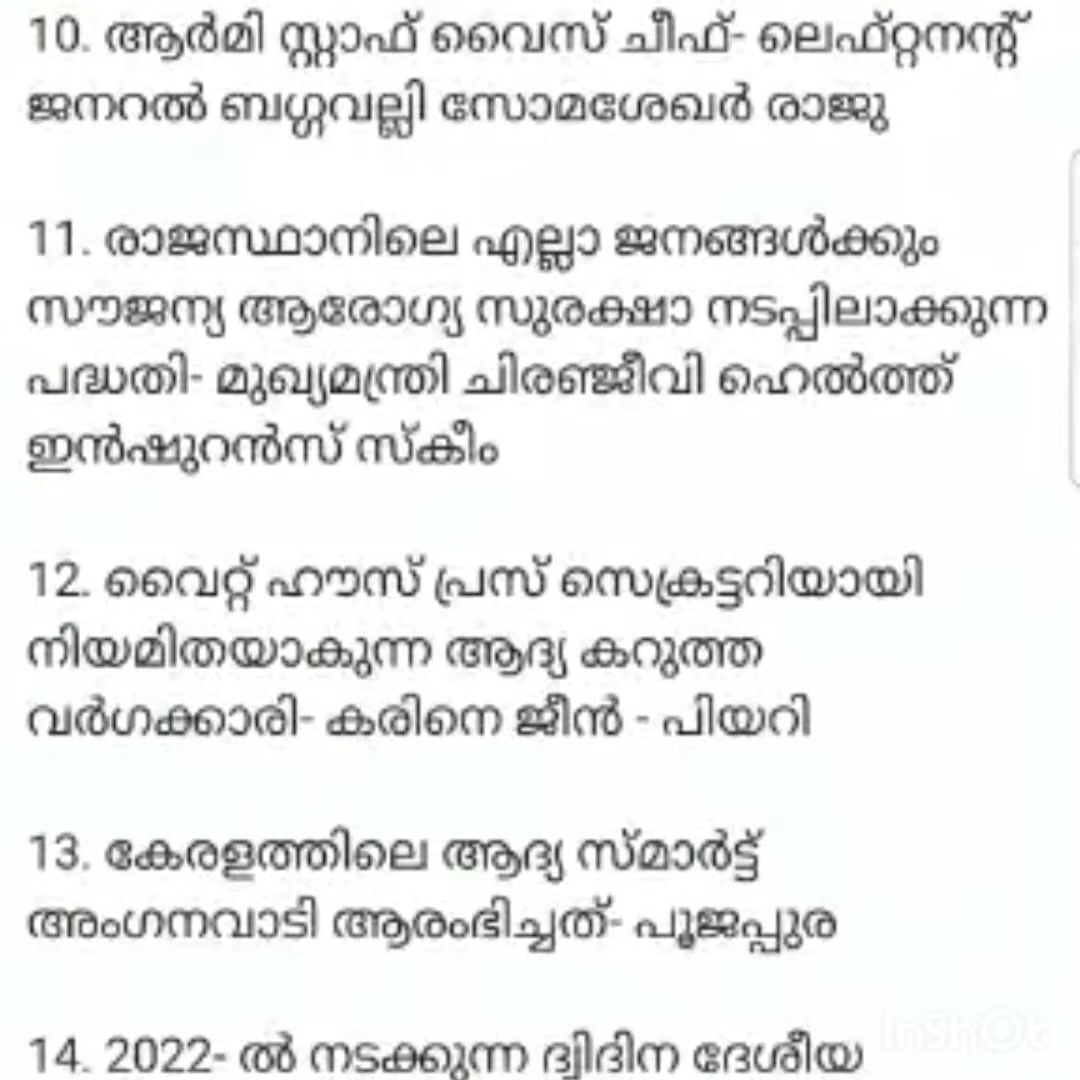 10. ആർമി സ്റ്റാഫ് വൈസ് ചീഫ്- ലെഫ്റ്റനന്റ്
ജനറൽ ബഗ്ഗവല്ലി സോമശേഖർ രാജു
11. രാജസ്ഥാനിലെ എല്ലാ ജനങ്ങൾക്കും
സൗജന്യ ആരോഗ്യ സുരക്ഷാ നടപ്പിലാക്കുന്ന
പദ്ധതി- മുഖ്യമന്ത്രി ചിരഞ്ജീവി ഹെൽത്ത്
ഇൻഷുറൻസ് സ്കീം
12. വൈറ്റ് ഹൗസ് പ്രസ് സെക്രട്ടറിയായി
നിയമിതയാകുന്ന ആദ്യ കറുത്ത
വർഗക്കാരി- കരിനെ ജീൻ - പിയറി
13. കേരളത്തിലെ ആദ്യ സ്മാർട്ട്
അംഗനവാടി ആരംഭിച്ചത്- പൂജപ്പുര
InShOt
14. 2022- ൽ നടക്കുന്ന ദ്വിദിന ദേശീയ